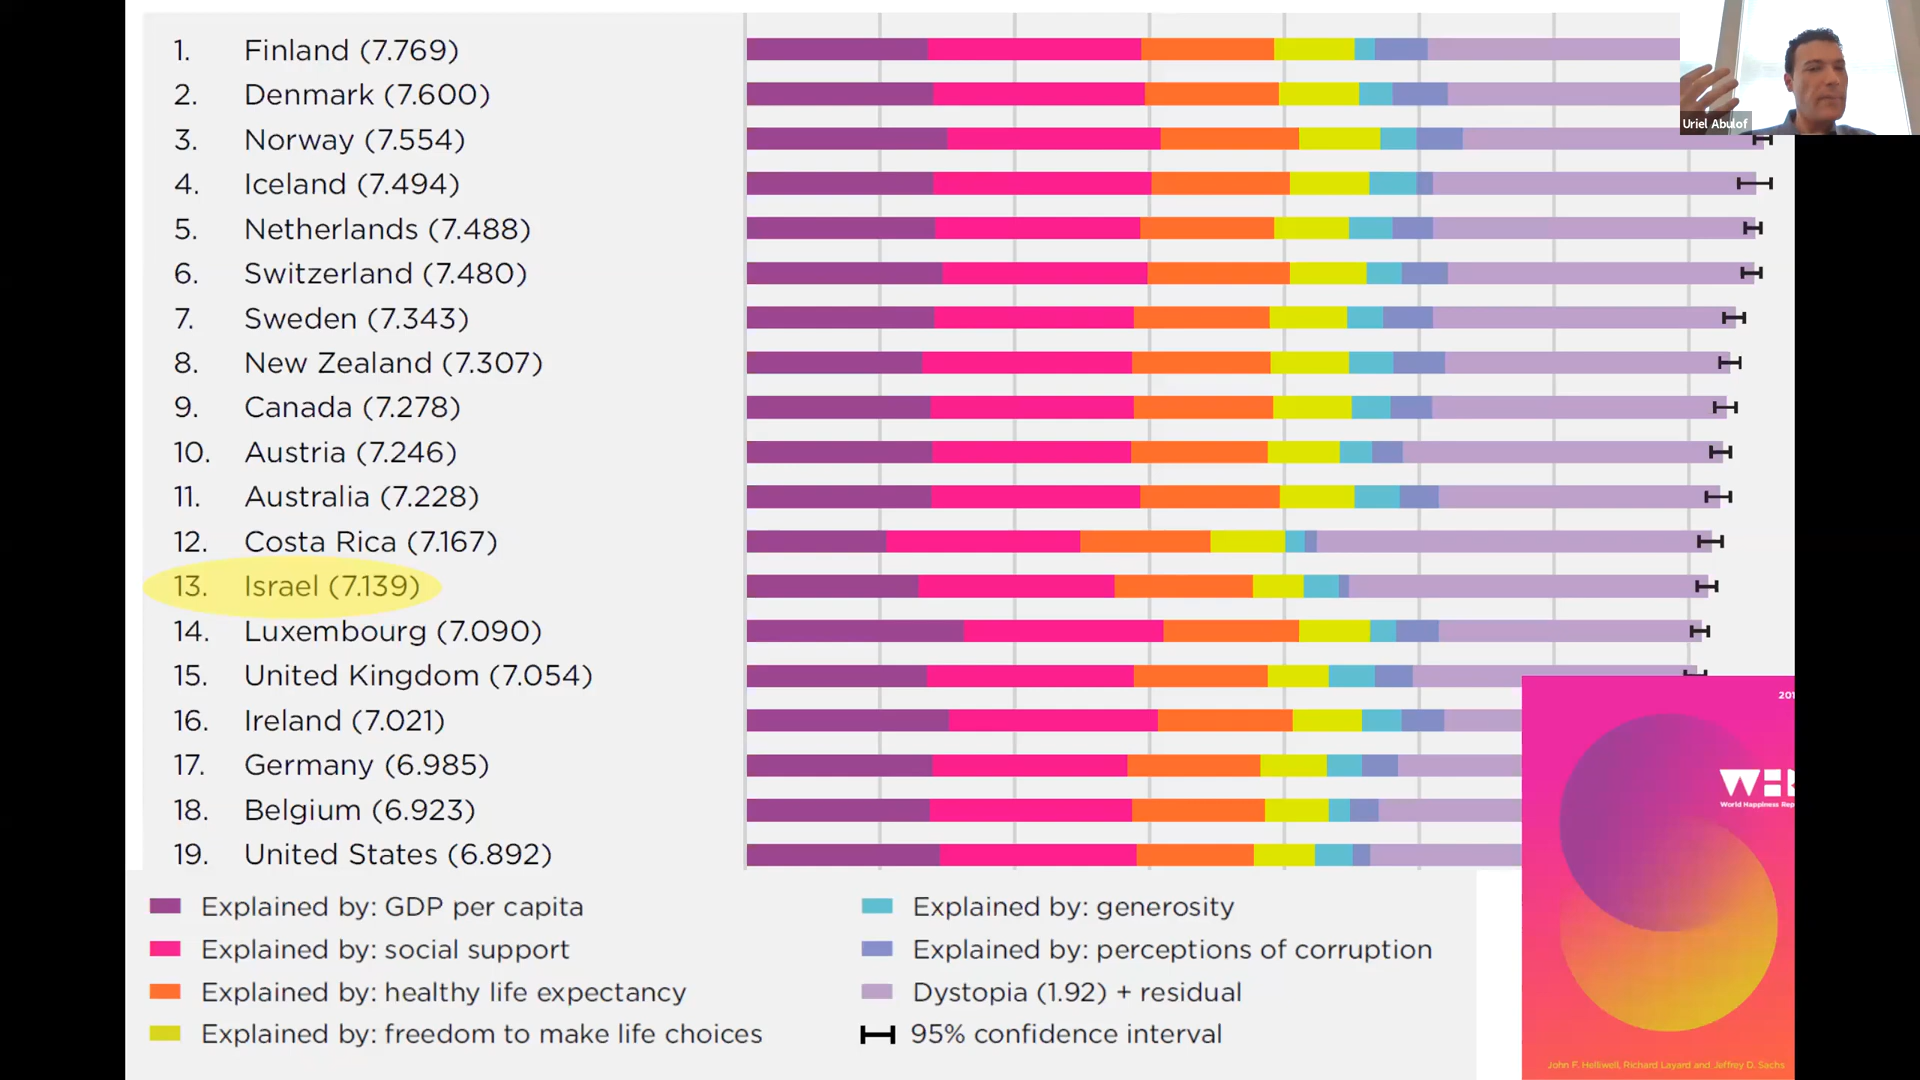 1. Finland (7.769)
2. Denmark (7.600)
3. Norway (7.554)
4. Iceland (7.494)
5. Netherlands (7.488)
6. Switzerland (7.480)
7. Sweden (7.343)
8. New Zealand (7.307)
9. Canada (7.278)
10. Austria (7.246)
11. Australia (7.228)
12. Costa Rica (7.167)
13. Israel (7.139)
14. Luxembourg (7.090)
15. United Kingdom (7.054)
16. Ireland (7.021)
17. Germany (6.985)
18. Belgium (6.923)
19. United States (6.892)
Explained by: GDP per capita
Explained by: social support
Explained by: healthy life expectancy
Explained by: freedom to make life choices
Explained by: generosity
Explained by: perceptions of corruption
Dystopia (1.92) + residual
95% confidence interval
Uriel Abulof
World Happiness
John F. Helliwell, Richard Layard and Jeffrey D. Sachs